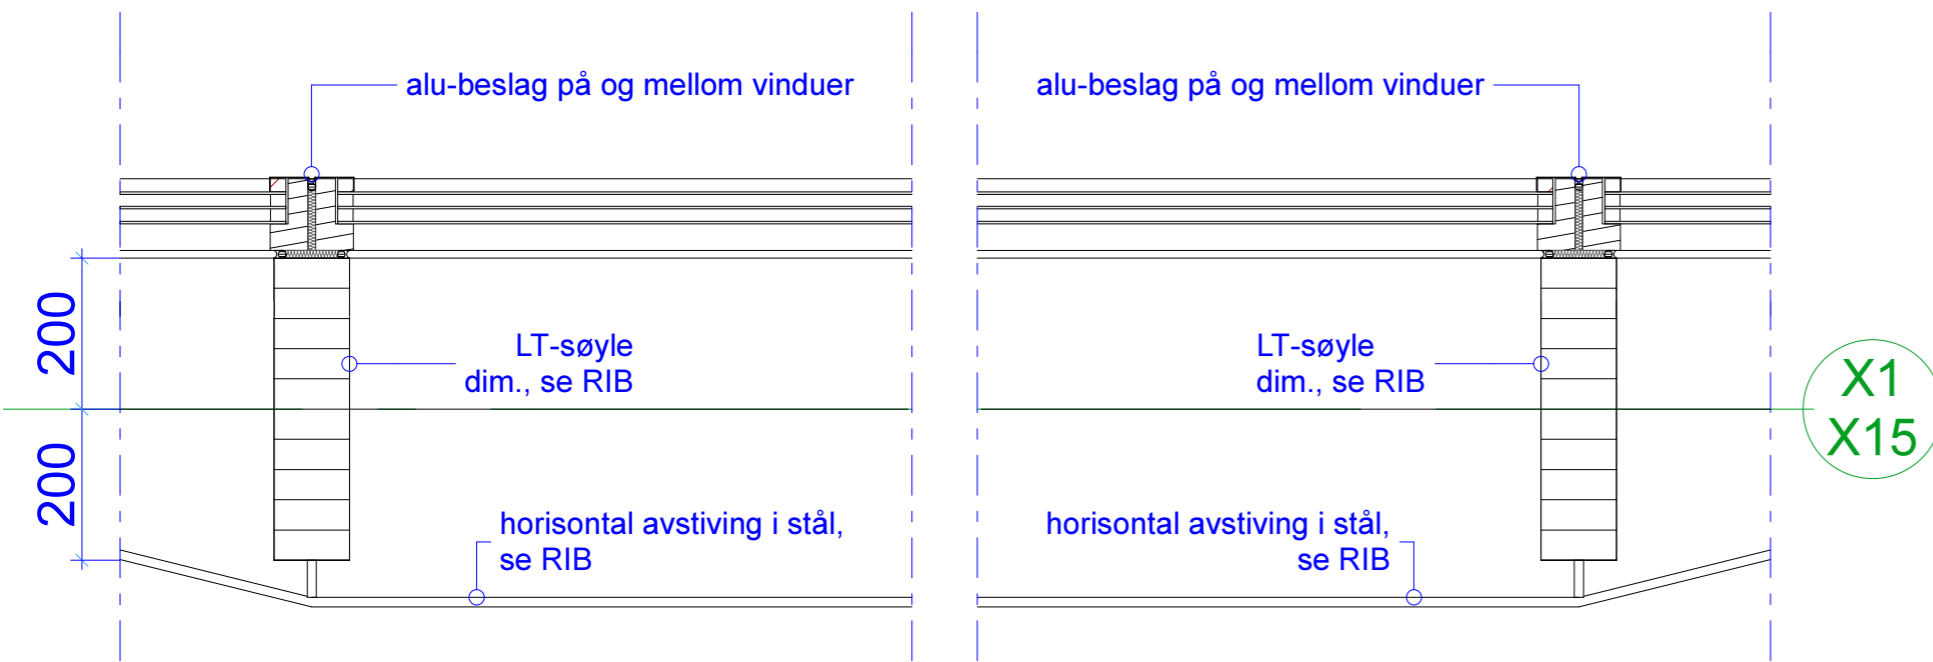 alu-beslag på og mellom vinduer
alu-beslag på og mellom vinduer
200
LT-søyle
dim., se RIB
LT-søyle
dim., se RIB
X1
X15
200
horisontal avstiving i stål,
se RIB
horisontal avstiving i stål,
se RIB